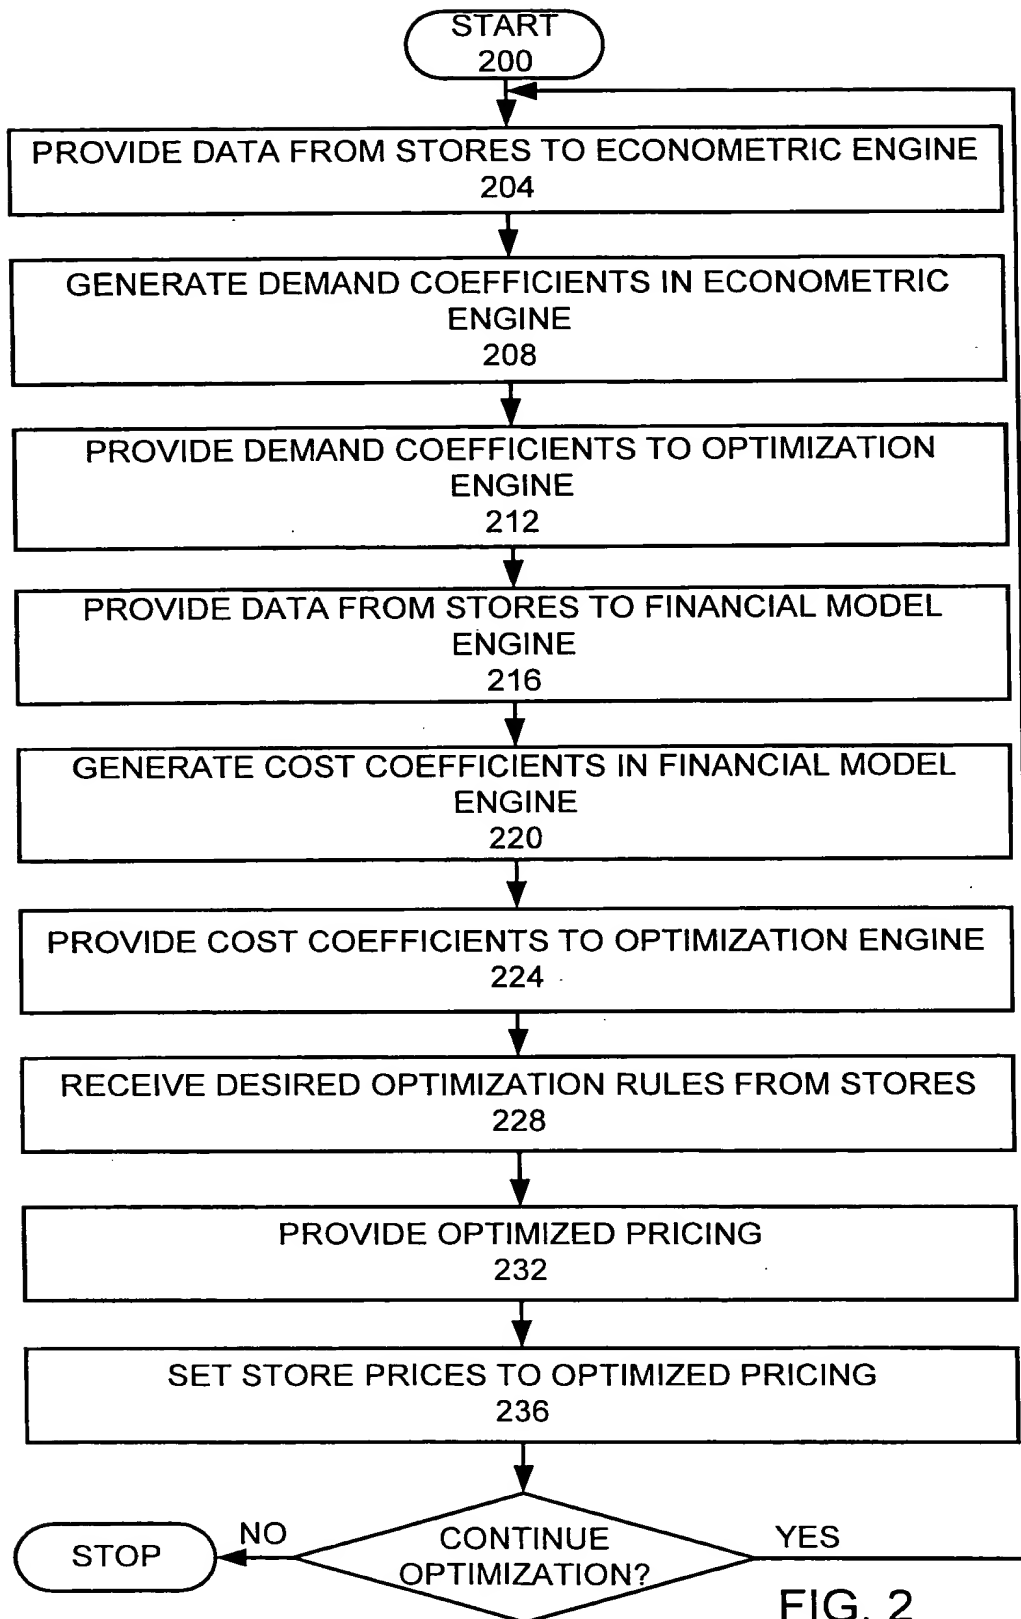 START
200
PROVIDE DATA FROM STORES TO ECONOMETRIC ENGINE
204
GENERATE DEMAND COEFFICIENTS IN ECONOMETRIC
ENGINE
208
PROVIDE DEMAND COEFFICIENTS TO OPTIMIZATION
ENGINE
212
PROVIDE DATA FROM STORES TO FINANCIAL MODEL
ENGINE
216
GENERATE COST COEFFICIENTS IN FINANCIAL MODEL
ENGINE
220
PROVIDE COST COEFFICIENTS TO OPTIMIZATION ENGINE
224
RECEIVE DESIRED OPTIMIZATION RULES FROM STORES
228
PROVIDE OPTIMIZED PRICING
232
SET STORE PRICES TO OPTIMIZED PRICING
236
STOP
NO
CONTINUE
OPTIMIZATION?
YES
FIG. 2